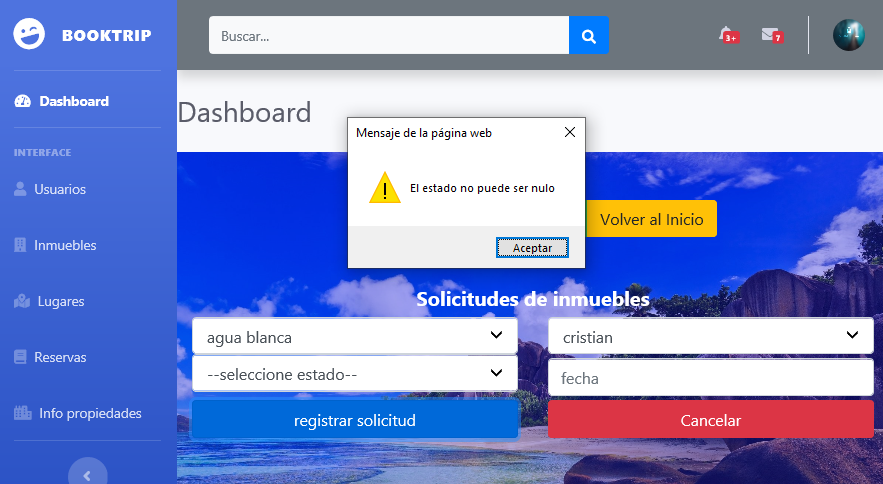 BOOKTRIP
Buscar...
3+
7
Dashboard
INTERFACE
Usuarios
Inmuebles
Lugares
Reservas
Info propiedades
Dashboard
Mensaje de la página web
El estado no puede ser nulo
Aceptar
Volver al Inicio
Solicitudes de inmuebles
agua blanca
cristian
--seleccione estado--
fecha
registrar solicitud
Cancelar